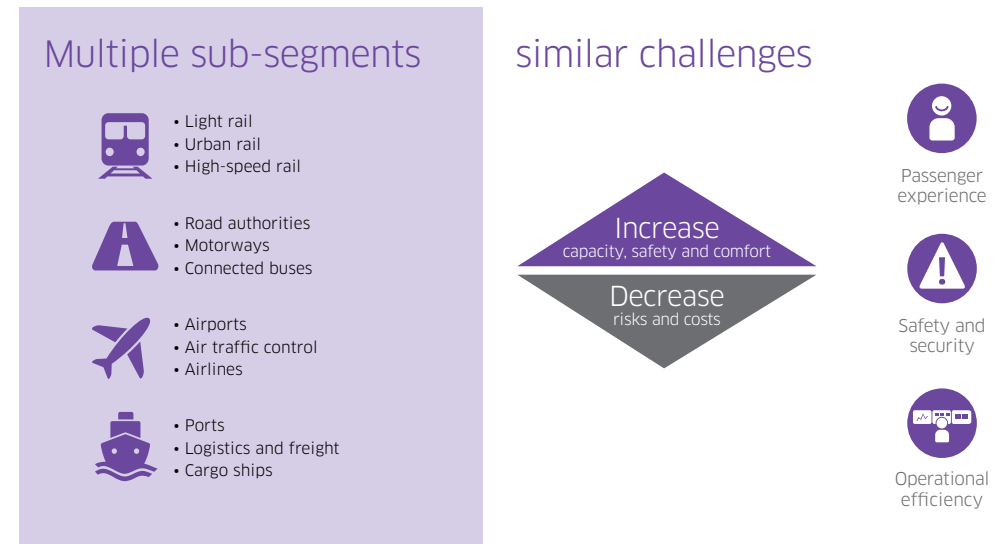 Multiple sub-segments
• Light rail
• Urban rail
• High-speed rail
• Road authorities
• Motorways
• Connected buses
• Airports
• Air traffic control
• Airlines
• Ports
• Logistics and freight
• Cargo ships
similar challenges
Increase
capacity, safety and comfort
Decrease
risks and costs
Passenger
experience
Safety and
security
Operational
efficiency